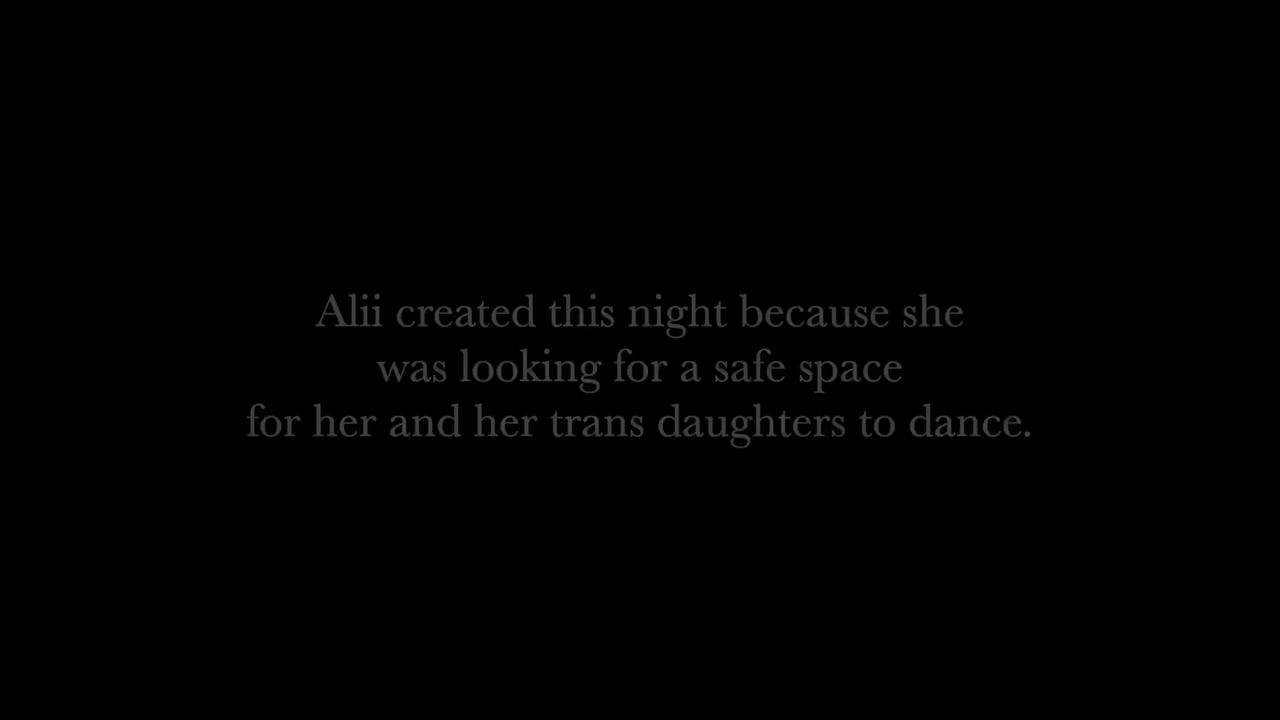 Alii created this night because she
was looking for a safe space
for her and her trans daughters to dance.